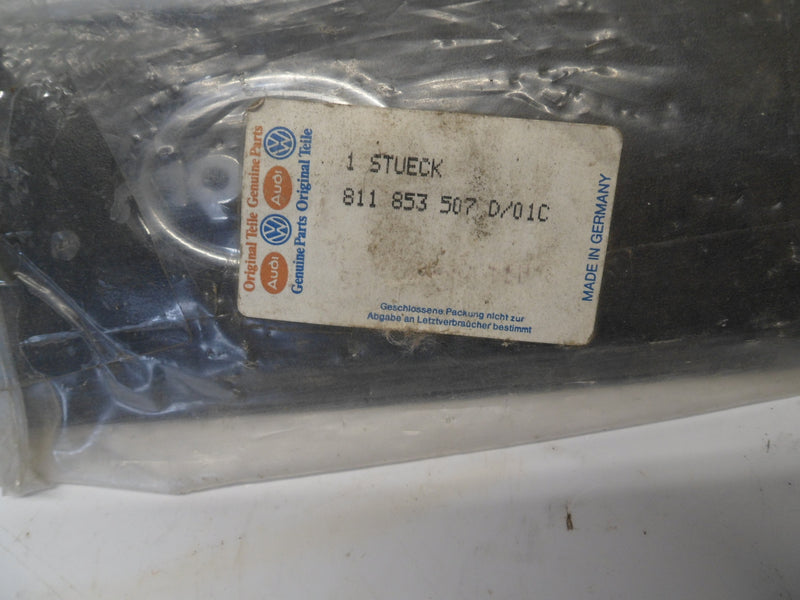 1 STUECK
811 853 507 D/01C
Original Teile Genuine Parts
Audi VW Audi VW
Genuine Parts Original Teile
MADE IN GERMANY
Geschlossene Packung nicht zur
Abgabe an Letztverbraucher bestimmt